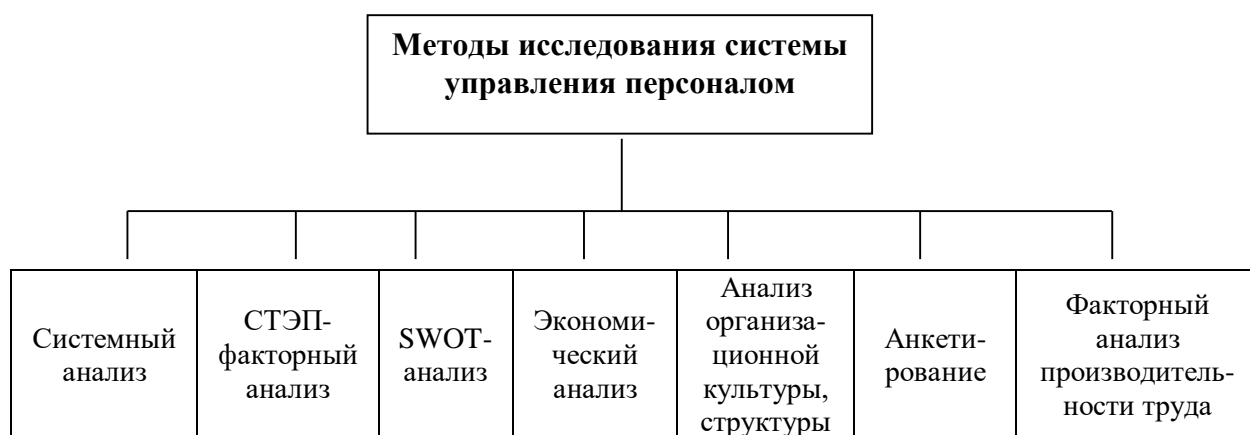 Методы исследования системы
управления персоналом
Системный
анализ
СТЭП-
факторный
анализ
SWOT-
анализ
Экономи-
ческий
анализ
Анализ
организа-
ционной
культуры,
структуры
Анкети-
рование
Факторный
анализ
производитель-
ности труда